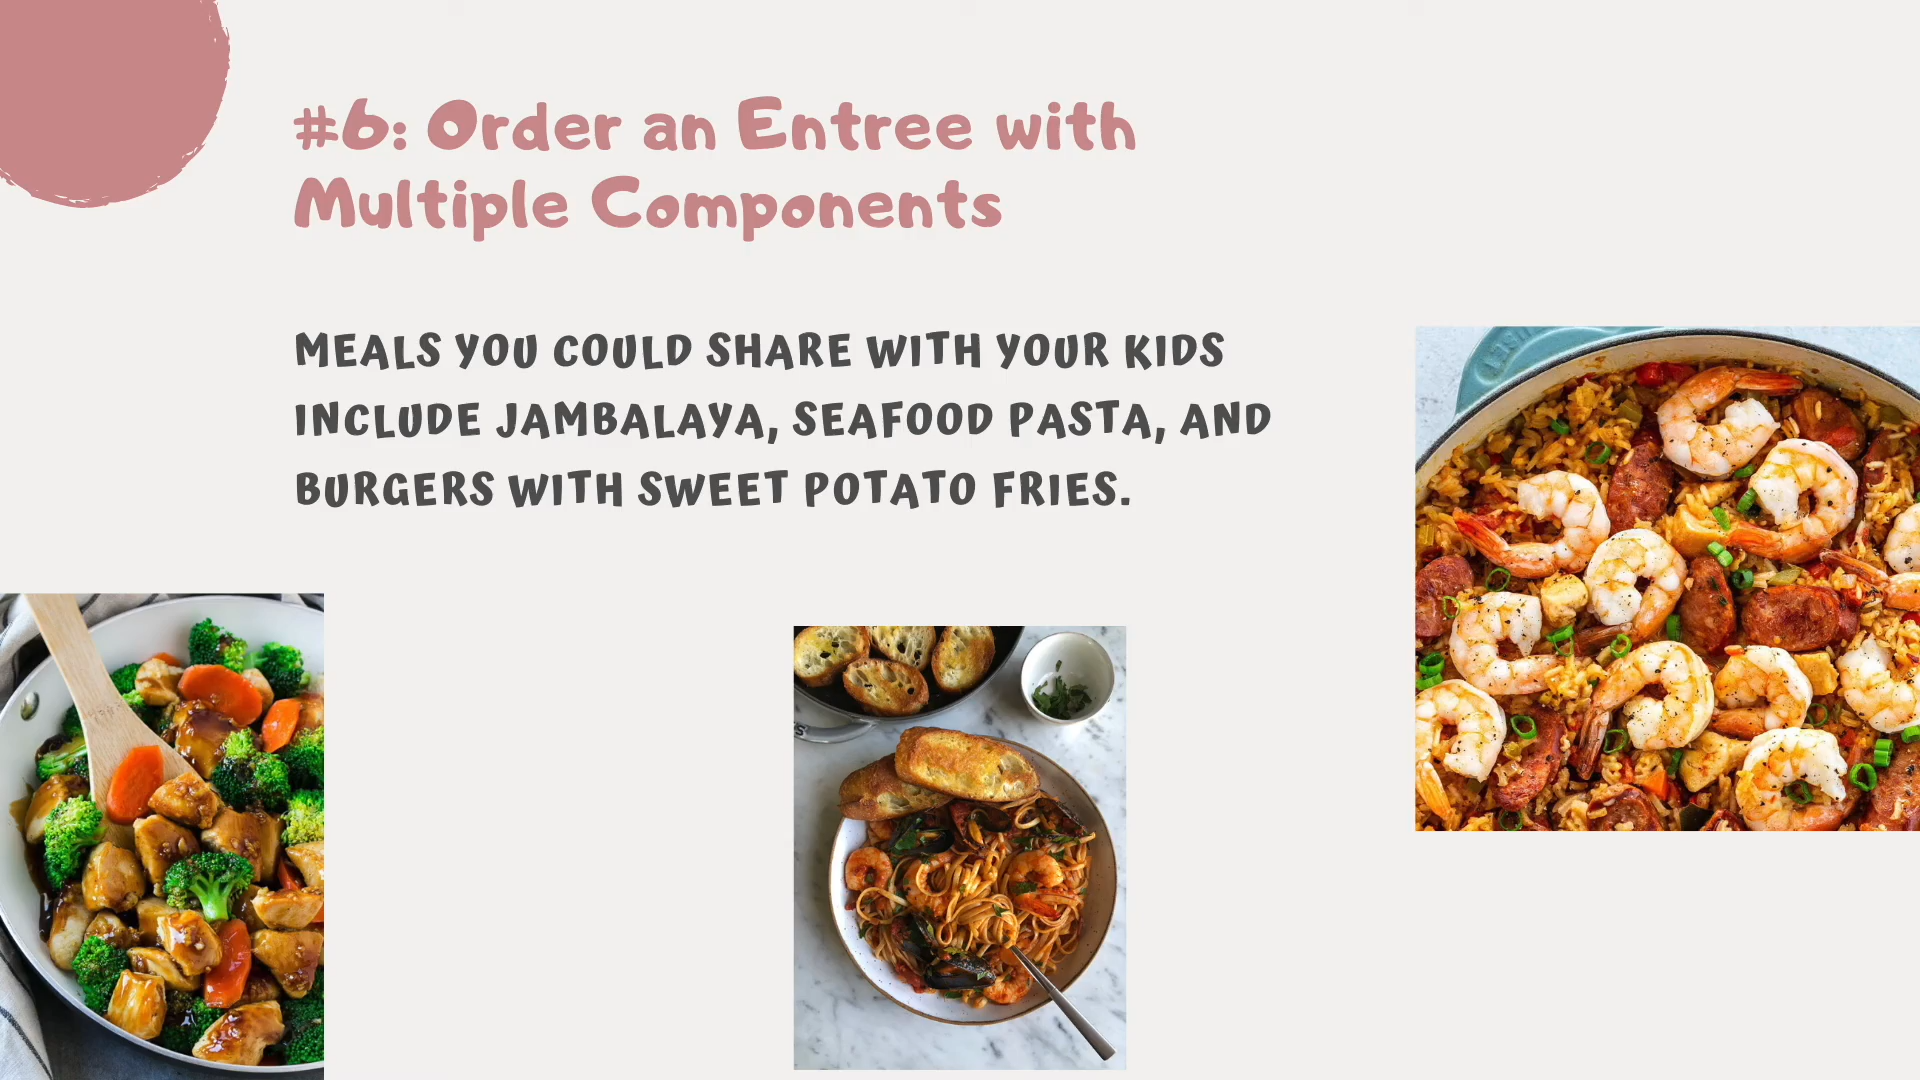 #6: Order an Entree with
Multiple Components
MEALS YOU COULD SHARE WITH YOUR KIDS
INCLUDE JAMBALAYA, SEAFOOD PASTA, AND
BURGERS WITH SWEET POTATO FRIES.